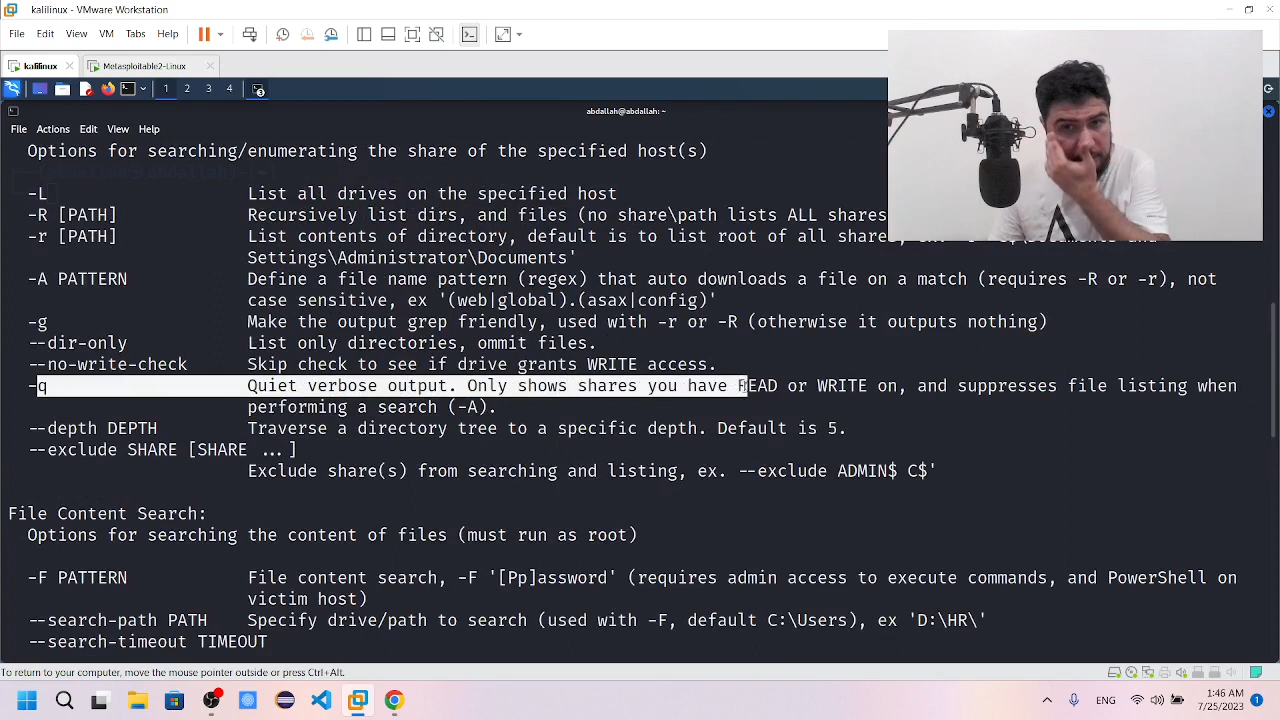 kalilinux - VMware Workstation
File Edit View VM Tabs Help
kalilinux Metasploitable2-Linux
1 2 3 4
abdallah@abdallah: ~
File Actions Edit View Help
Options for searching/enumerating the share of the specified host(s)
-L List all drives on the specified host
-R [PATH] Recursively list dirs, and files (no share\path lists ALL shares
-r [PATH] List contents of directory, default is to list root of all shares
Settings\Administrator\Documents'
-A PATTERN Define a file name pattern (regex) that auto downloads a file on a match (requires -R or -r), not
case sensitive, ex '(web|global).(asax|config)'
-g Make the output grep friendly, used with -r or -R (otherwise it outputs nothing)
--dir-only List only directories, ommit files.
--no-write-check Skip check to see if drive grants WRITE access.
-q Quiet verbose output. Only shows shares you have READ or WRITE on, and suppresses file listing when
performing a search (-A).
--depth DEPTH Traverse a directory tree to a specific depth. Default is 5.
--exclude SHARE [SHARE ...]
Exclude share(s) from searching and listing, ex. --exclude ADMIN$ C$'
File Content Search:
Options for searching the content of files (must run as root)
-F PATTERN File content search, -F '[Pp]assword' (requires admin access to execute commands, and PowerShell on
victim host)
--search-path PATH Specify drive/path to search (used with -F, default C:\Users), ex 'D:\HR\'
--search-timeout TIMEOUT
To return to your computer, move the mouse pointer outside or press Ctrl+Alt.
ENG 1:46 AM
7/25/2023
1